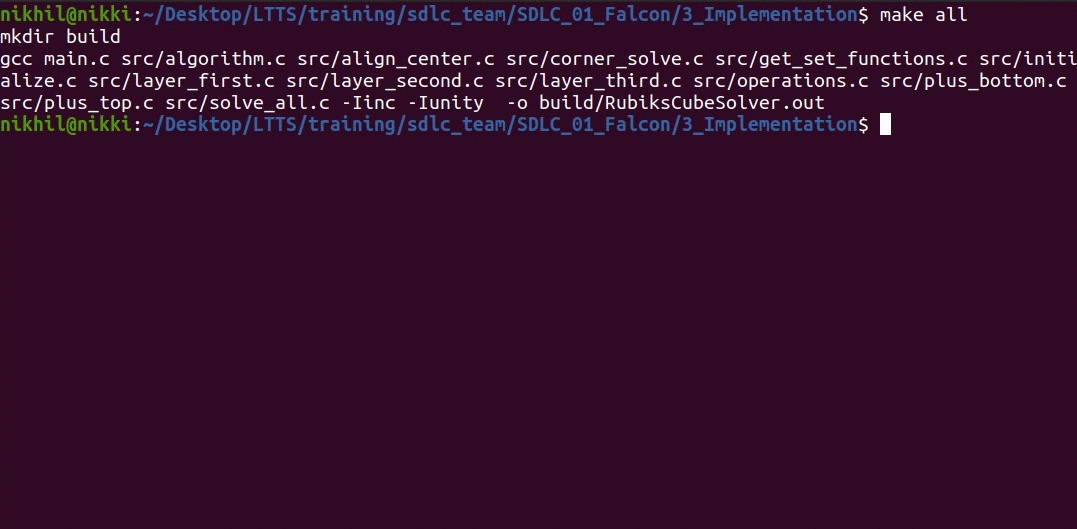 nikhil@nikki:~/Desktop/LTTS/training/sdlc_team/SDLC_01_Falcon/3_Implementation$ make all
mkdir build
gcc main.c src/algorithm.c src/align_center.c src/corner_solve.c src/get_set_functions.c src/initi
alize.c src/layer_first.c src/layer_second.c src/layer_third.c src/operations.c src/plus_bottom.c
src/plus_top.c src/solve_all.c -Iinc -Iunity  -o build/RubiksCubeSolver.out
nikhil@nikki:~/Desktop/LTTS/training/sdlc_team/SDLC_01_Falcon/3_Implementation$